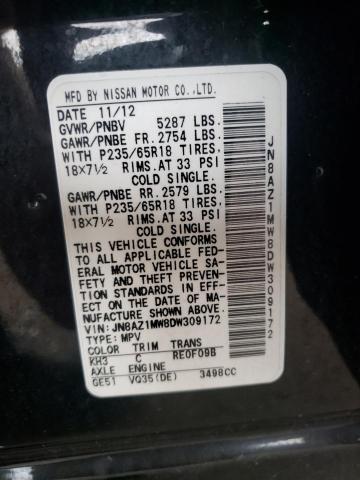 MFD BY NISSAN MOTOR CO.,LTD.
DATE 11/12
GVWR/PNBV 5287 LBS.
GAWR/PNBE FR. 2754 LBS.
WITH P235/65R18 TIRES,
18X7½ RIMS.AT 33 PSI
COLD SINGLE.
GAWR/PNBE RR. 2579 LBS.
WITH P235/65R18 TIRES,
18X7½ RIMS.AT 33 PSI
COLD SINGLE.
THIS VEHICLE CONFORMS
TO ALL APPLICABLE FED-
ERAL MOTOR VEHICLE SA-
FETY AND THEFT PREVENTION
STANDARDS IN EFFECT
ON THE DATE OF MA-
NUFACTURE SHOWN ABOVE.
VIN: JN8AZ1MW8DW309172
TYPE: MPV
COLOR TRIM TRANS
KH3 C RE0F09B
AXLE ENGINE
GE51 VQ35(DE) 3498CC
JN8AZ1MW8DW309172